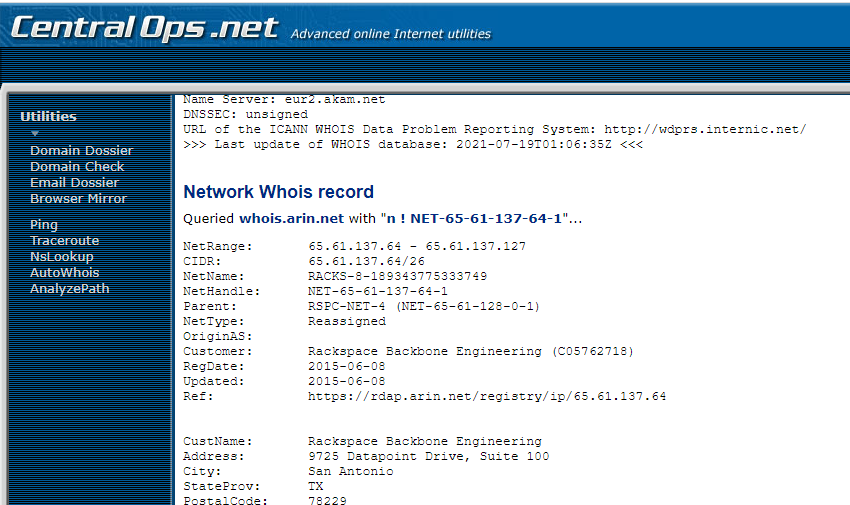 CentralOps.net Advanced online Internet utilities
Utilities
Domain Dossier
Domain Check
Email Dossier
Browser Mirror
Ping
Traceroute
NsLookup
AutoWhois
AnalyzePath
Name Server: eur2.akam.net
DNSSEC: unsigned
URL of the ICANN WHOIS Data Problem Reporting System: http://wdprs.internic.net/
>>> Last update of WHOIS database: 2021-07-19T01:06:35Z <<<
Network Whois record
Queried whois.arin.net with "n ! NET-65-61-137-64-1"...
NetRange: 65.61.137.64 - 65.61.137.127
CIDR: 65.61.137.64/26
NetName: RACKS-8-189343775333749
NetHandle: NET-65-61-137-64-1
Parent: RSPC-NET-4 (NET-65-61-128-0-1)
NetType: Reassigned
OriginAS:
Customer: Rackspace Backbone Engineering (C05762718)
RegDate: 2015-06-08
Updated: 2015-06-08
Ref: https://rdap.arin.net/registry/ip/65.61.137.64
CustName: Rackspace Backbone Engineering
Address: 9725 Datapoint Drive, Suite 100
City: San Antonio
StateProv: TX
PostalCode: 78229